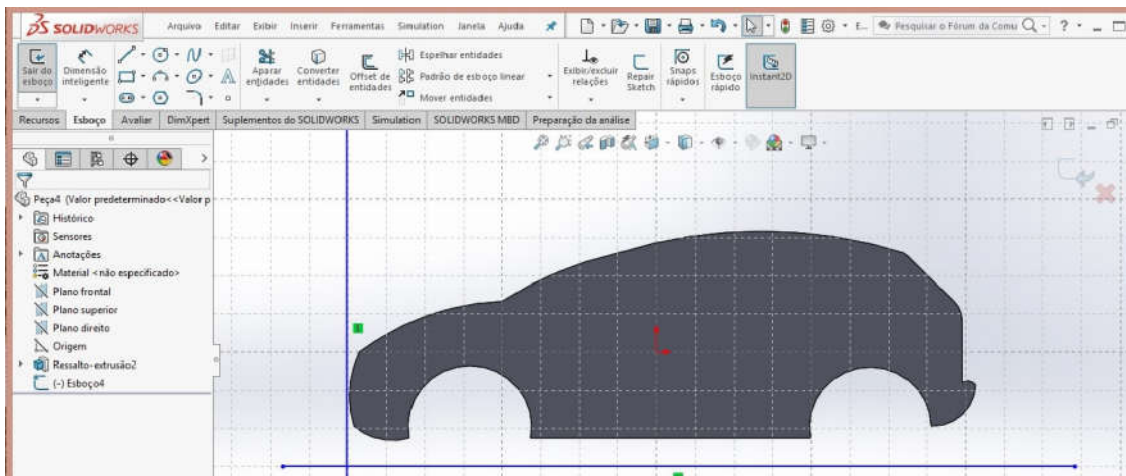 SOLIDWORKS Arquivo Editar Exibir Inserir Ferramentas Simulation Janela Ajuda E... Pesquisar o Fórum da Comu ?
Sair do esboço
Dimensão inteligente
Aparar entidades
Converter entidades
Offset de entidades
Espelhar entidades
Padrão de esboço linear
Mover entidades
Exibir/excluir relações
Repair Sketch
Snaps rápidos
Esboço rápido
Instant2D
Recursos Esboço Avaliar DimXpert Suplementos do SOLIDWORKS Simulation SOLIDWORKS MBD Preparação da análise
Peça4 (Valor predeterminado<<Valor p
Histórico
Sensores
Anotações
Material <não especificado>
Plano frontal
Plano superior
Plano direito
Origem
Ressalto-extrusão2
(-) Esboço4